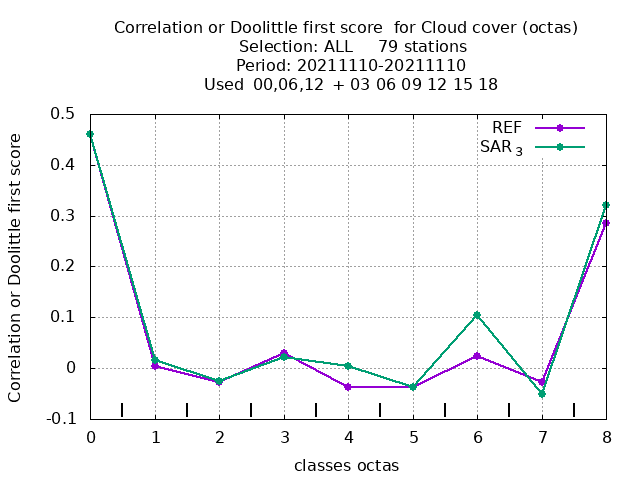 Correlation or Doolittle first score  for Cloud cover (octas)
Selection: ALL     79 stations
Period: 20211110-20211110
Used  00,06,12  + 03 06 09 12 15 18
Correlation or Doolittle first score
REF
SAR 3
0.5
0.4
0.3
0.2
0.1
0
-0.1
0 1 2 3 4 5 6 7 8
classes octas